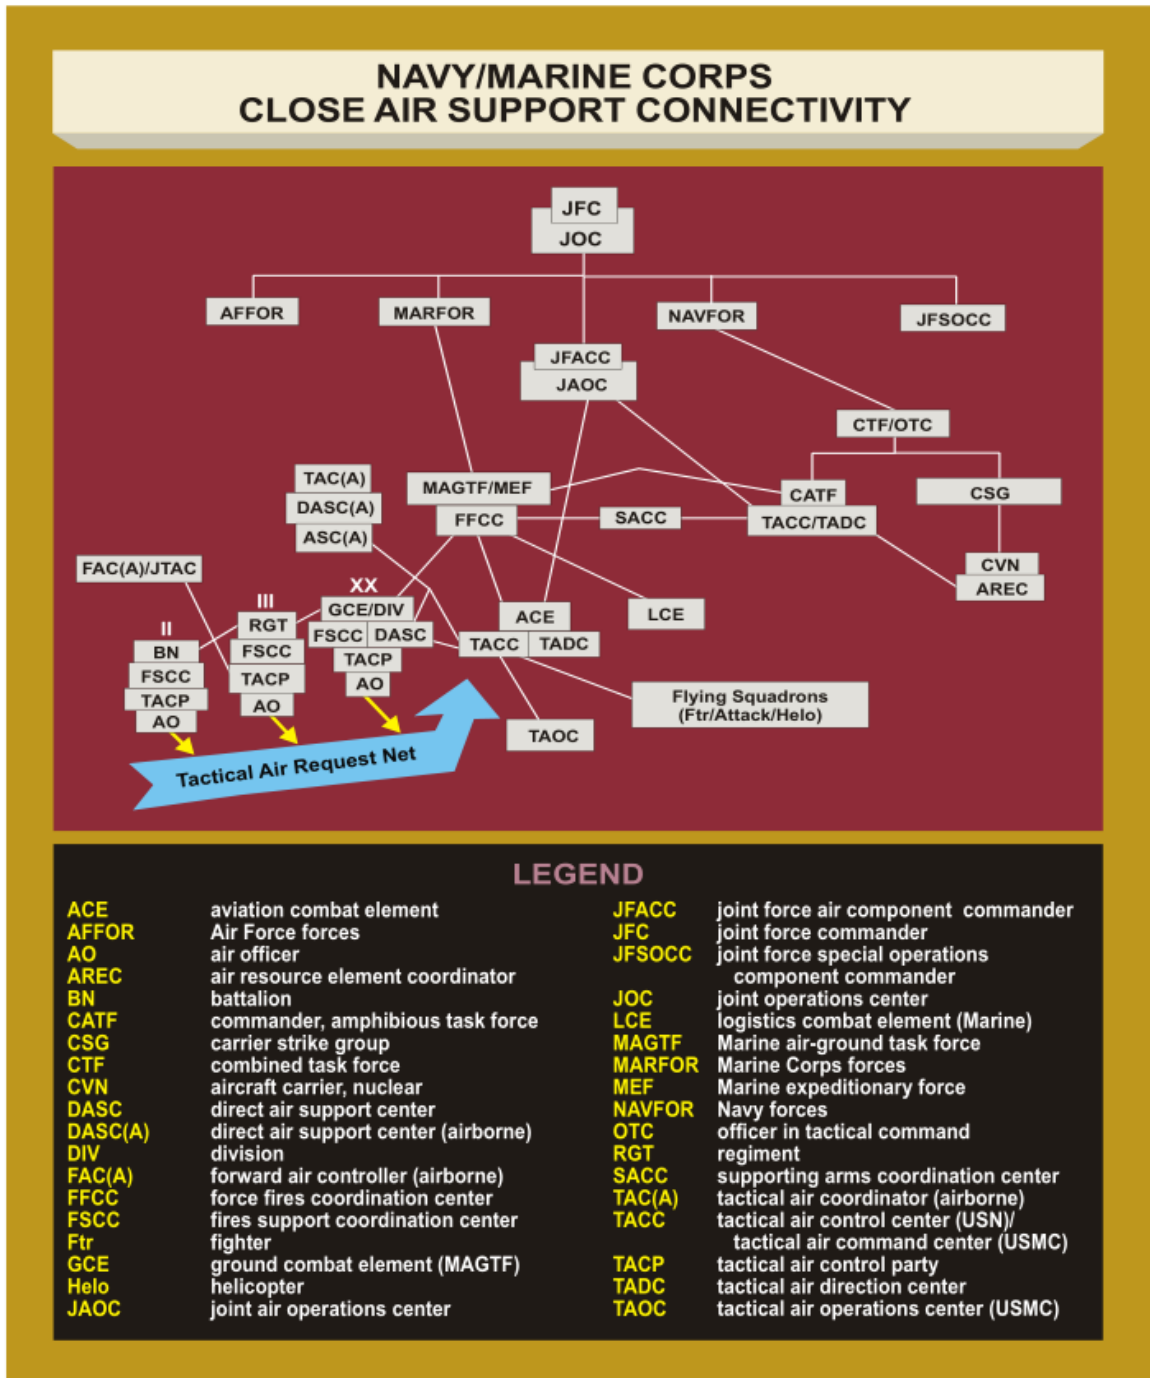 NAVY/MARINE CORPS
CLOSE AIR SUPPORT CONNECTIVITY
JFC
JOC
AFFOR
MARFOR
NAVFOR
JFSOCC
JFACC
JAOC
CTF/OTC
TAC(A)
DASC(A)
ASC(A)
MAGTF/MEF
FFCC
SACC
CATF
TACC/TADC
CSG
CVN
AREC
FAC(A)/JTAC
II
BN
FSCC
TACP
AO
III
RGT
FSCC
TACP
AO
XX
GCE/DIV
FSCC DASC
TACP
AO
ACE
TACC TADC
LCE
Flying Squadrons
(Ftr/Attack/Helo)
TAOC
Tactical Air Request Net
LEGEND
ACE aviation combat element
AFFOR Air Force forces
AO air officer
AREC air resource element coordinator
BN battalion
CATF commander, amphibious task force
CSG carrier strike group
CTF combined task force
CVN aircraft carrier, nuclear
DASC direct air support center
DASC(A) direct air support center (airborne)
DIV division
FAC(A) forward air controller (airborne)
FFCC force fires coordination center
FSCC fires support coordination center
Ftr fighter
GCE ground combat element (MAGTF)
Helo helicopter
JAOC joint air operations center
JFACC joint force air component commander
JFC joint force commander
JFSOCC joint force special operations
component commander
JOC joint operations center
LCE logistics combat element (Marine)
MAGTF Marine air-ground task force
MARFOR Marine Corps forces
MEF Marine expeditionary force
NAVFOR Navy forces
OTC officer in tactical command
RGT regiment
SACC supporting arms coordination center
TAC(A) tactical air coordinator (airborne)
TACC tactical air control center (USN)/
tactical air command center (USMC)
TACP tactical air control party
TADC tactical air direction center
TAOC tactical air operations center (USMC)